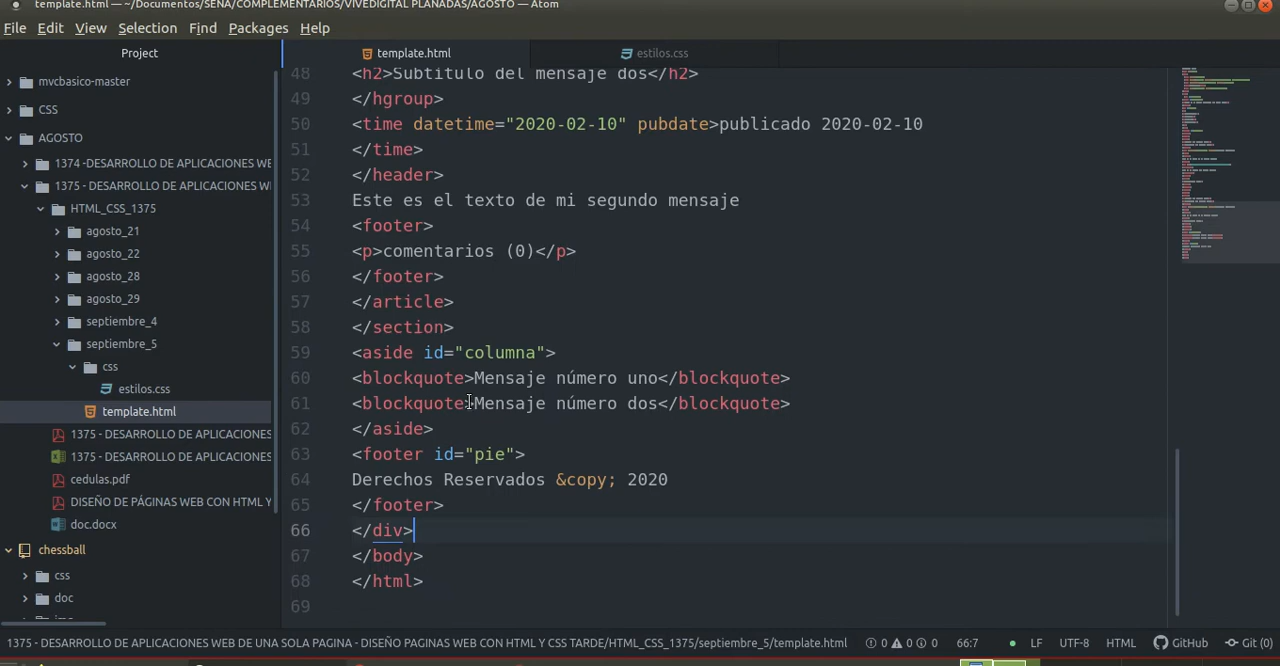 template.html — ~/Documentos/SENA/COMPLEMENTARIOS/VIVEDIGITAL PLANADAS/AGOSTO — Atom
File Edit View Selection Find Packages Help
Project
template.html
estilos.css
mvcbasico-master
CSS
AGOSTO
1374 -DESARROLLO DE APLICACIONES WE
1375 - DESARROLLO DE APLICACIONES WE
HTML_CSS_1375
agosto_21
agosto_22
agosto_28
agosto_29
septiembre_4
septiembre_5
css
estilos.css
template.html
1375 - DESARROLLO DE APLICACIONES
1375 - DESARROLLO DE APLICACIONES
cedulas.pdf
DISEÑO DE PÁGINAS WEB CON HTML Y
doc.docx
chessball
css
doc
48 <h2>Subtitulo del mensaje dos</h2>
49 </hgroup>
50 <time datetime="2020-02-10" pubdate>publicado 2020-02-10
51 </time>
52 </header>
53 Este es el texto de mi segundo mensaje
54 <footer>
55 <p>comentarios (0)</p>
56 </footer>
57 </article>
58 </section>
59 <aside id="columna">
60 <blockquote>Mensaje número uno</blockquote>
61 <blockquote>Mensaje número dos</blockquote>
62 </aside>
63 <footer id="pie">
64 Derechos Reservados &copy; 2020
65 </footer>
66 </div>
67 </body>
68 </html>
69
1375 - DESARROLLO DE APLICACIONES WEB DE UNA SOLA PAGINA - DISEÑO PAGINAS WEB CON HTML Y CSS TARDE/HTML_CSS_1375/septiembre_5/template.html 0 0 0 66:7 LF UTF-8 HTML GitHub Git (0)